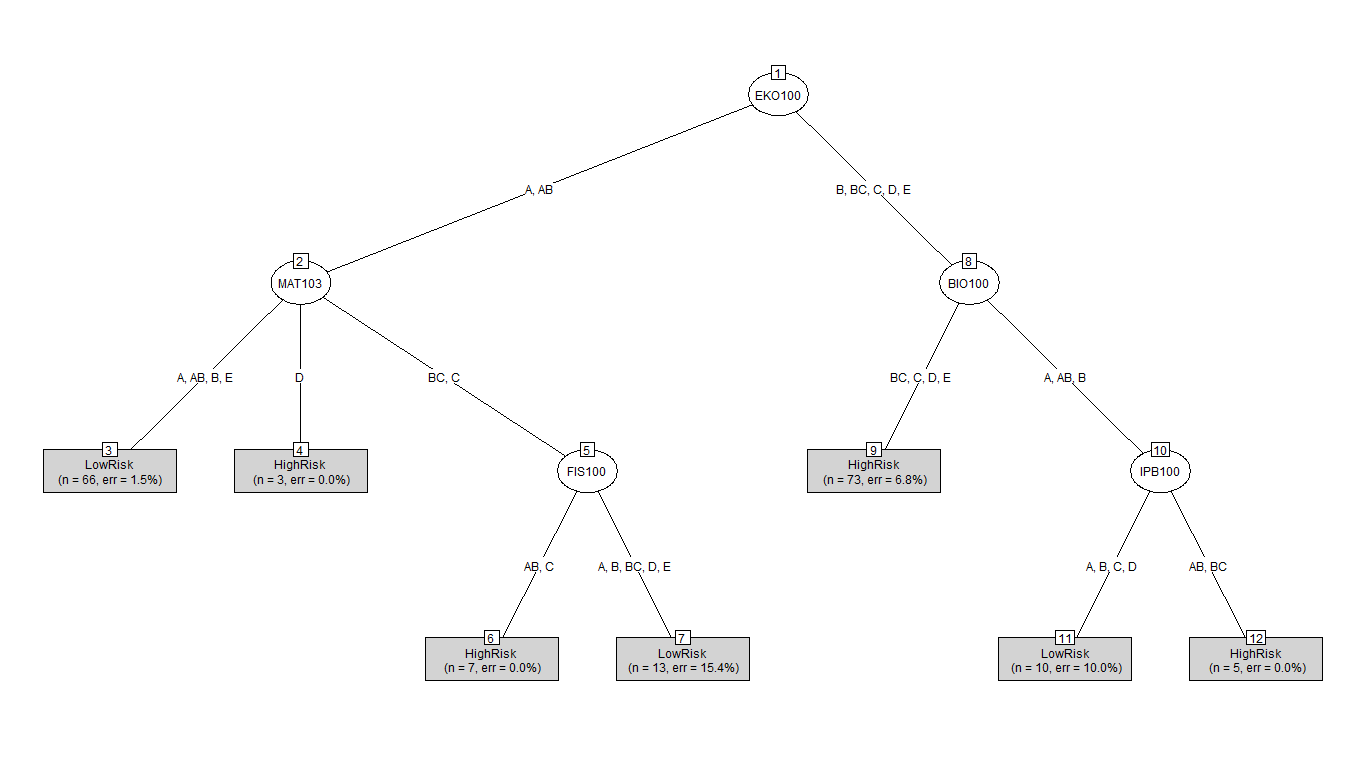 1
EKO100
A, AB
B, BC, C, D, E
2
MAT103
8
BIO100
A, AB, B, E
D
BC, C
BC, C, D, E
A, AB, B
3
LowRisk
(n = 66, err = 1.5%)
4
HighRisk
(n = 3, err = 0.0%)
5
FIS100
9
HighRisk
(n = 73, err = 6.8%)
10
IPB100
AB, C
A, B, BC, D, E
A, B, C, D
AB, BC
6
HighRisk
(n = 7, err = 0.0%)
7
LowRisk
(n = 13, err = 15.4%)
11
LowRisk
(n = 10, err = 10.0%)
12
HighRisk
(n = 5, err = 0.0%)